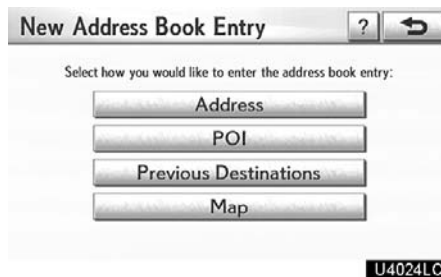 New Address Book Entry ?
Select how you would like to enter the address book entry:
Address
POI
Previous Destinations
Map
U4024LC